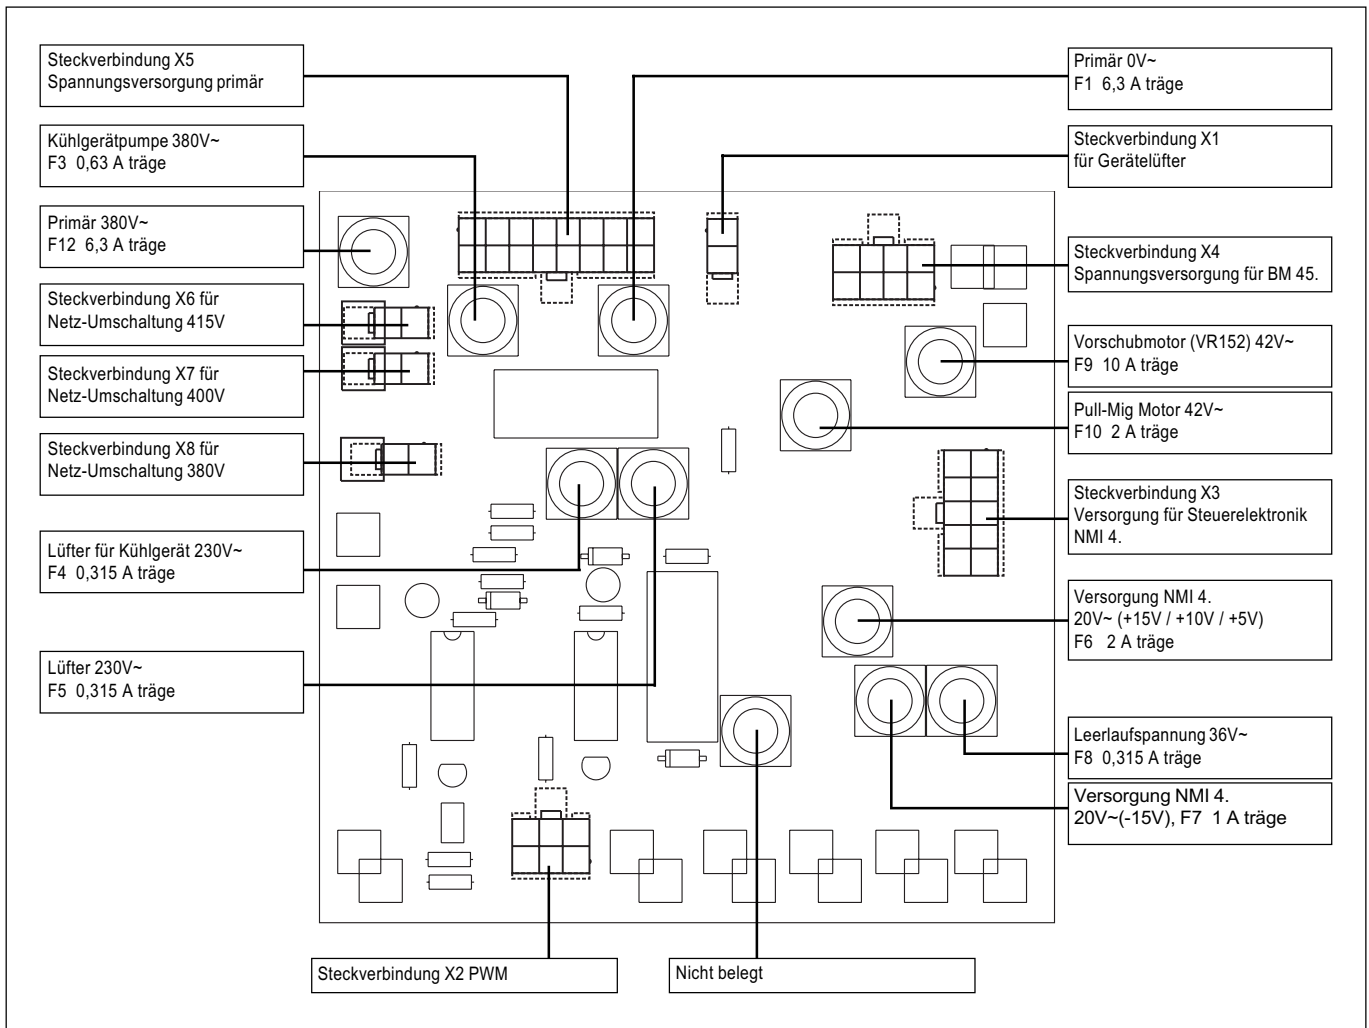 Steckverbindung X5
Spannungsversorgung primär
Kühlgerätpumpe 380V~
F3 0,63 A träge
Primär 380V~
F12 6,3 A träge
Steckverbindung X6 für
Netz-Umschaltung 415V
Steckverbindung X7 für
Netz-Umschaltung 400V
Steckverbindung X8 für
Netz-Umschaltung 380V
Lüfter für Kühlgerät 230V~
F4 0,315 A träge
Lüfter 230V~
F5 0,315 A träge
Primär 0V~
F1 6,3 A träge
Steckverbindung X1
für Gerätelüfter
Steckverbindung X4
Spannungsversorgung für BM 45.
Vorschubmotor (VR152) 42V~
F9 10 A träge
Pull-Mig Motor 42V~
F10 2 A träge
Steckverbindung X3
Versorgung für Steuerelektronik
NMI 4.
Versorgung NMI 4.
20V~ (+15V / +10V / +5V)
F6 2 A träge
Leerlaufspannung 36V~
F8 0,315 A träge
Versorgung NMI 4.
20V~(-15V), F7 1 A träge
Steckverbindung X2 PWM
Nicht belegt